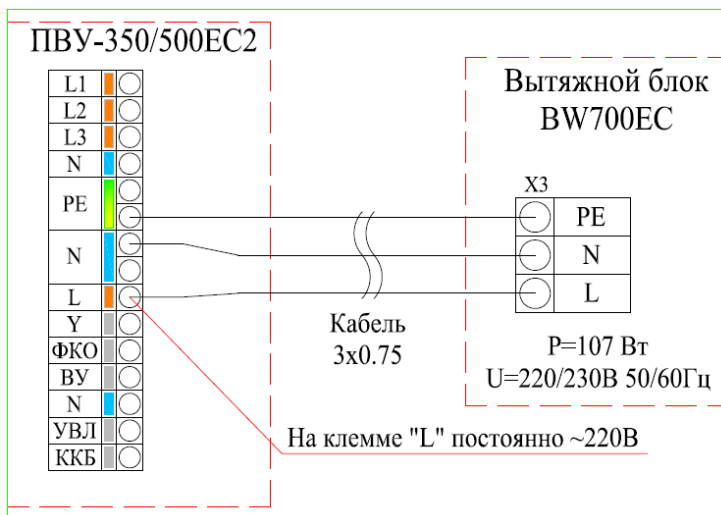 ПВУ-350/500ЕС2
L1
L2
L3
N
PE
N
L
Y
ФКО
ВУ
N
УВЛ
ККБ
Кабель
3x0.75
Вытяжной блок
BW700EC
X3
PE
N
L
P=107 Вт
U=220/230В 50/60Гц
На клемме "L" постоянно ~220В